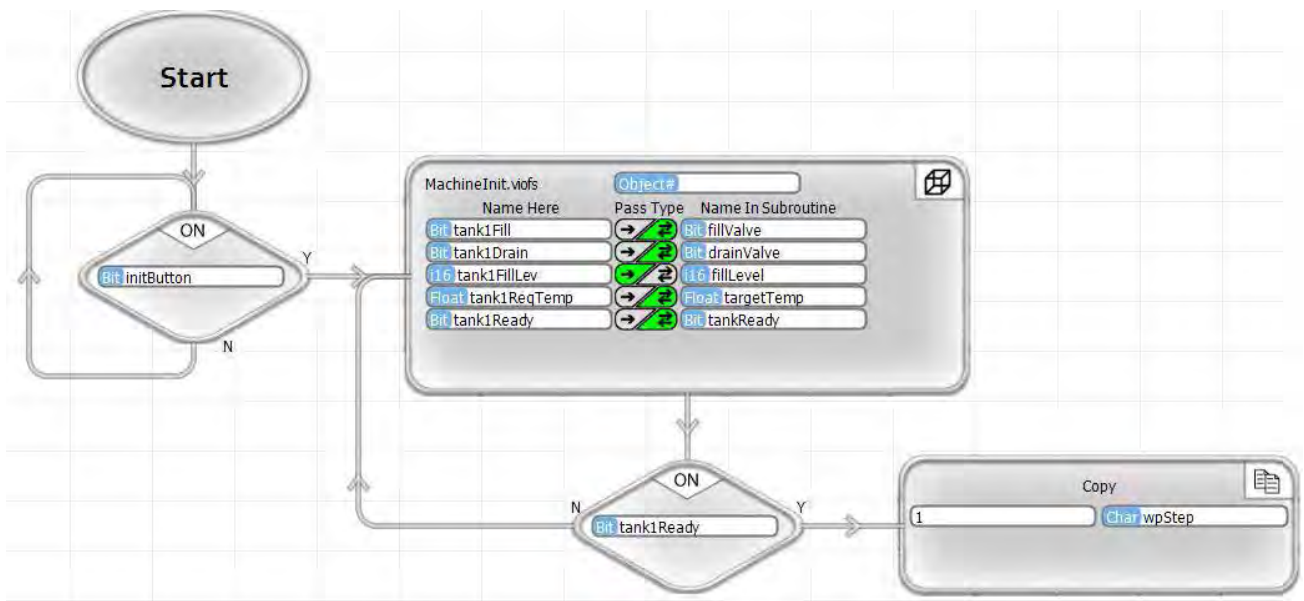 Start
ON
Bit initButton
Y
N
MachineInit.viofs Object#
Name Here Pass Type Name In Subroutine
Bit tank1Fill Bit fillValve
Bit tank1Drain Bit drainValve
i16 tank1FillLev i16 fillLevel
Float tank1ReqTemp Float targetTemp
Bit tank1Ready Bit tankReady
ON
N
Bit tank1Ready
Y
Copy
1 Char wpStep